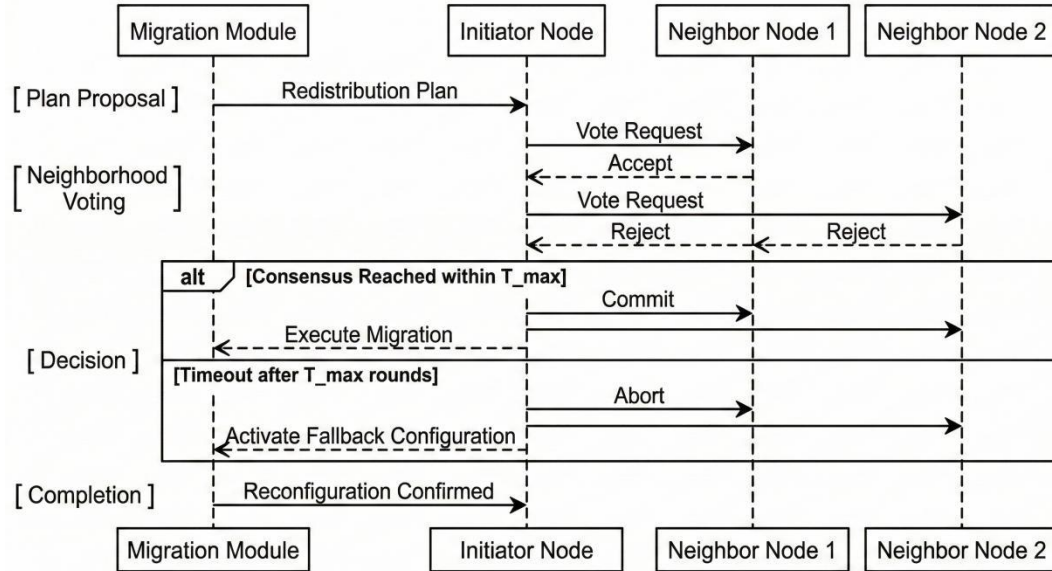 Migration Module
Initiator Node
Neighbor Node 1
Neighbor Node 2
[ Plan Proposal ]
Redistribution Plan
Vote Request
Accept
[ Neighborhood
Voting ]
Vote Request
Reject
Reject
alt
[Consensus Reached within T_max]
Commit
Execute Migration
[ Decision ]
[Timeout after T_max rounds]
Abort
Activate Fallback Configuration
[ Completion ]
Reconfiguration Confirmed
Migration Module
Initiator Node
Neighbor Node 1
Neighbor Node 2